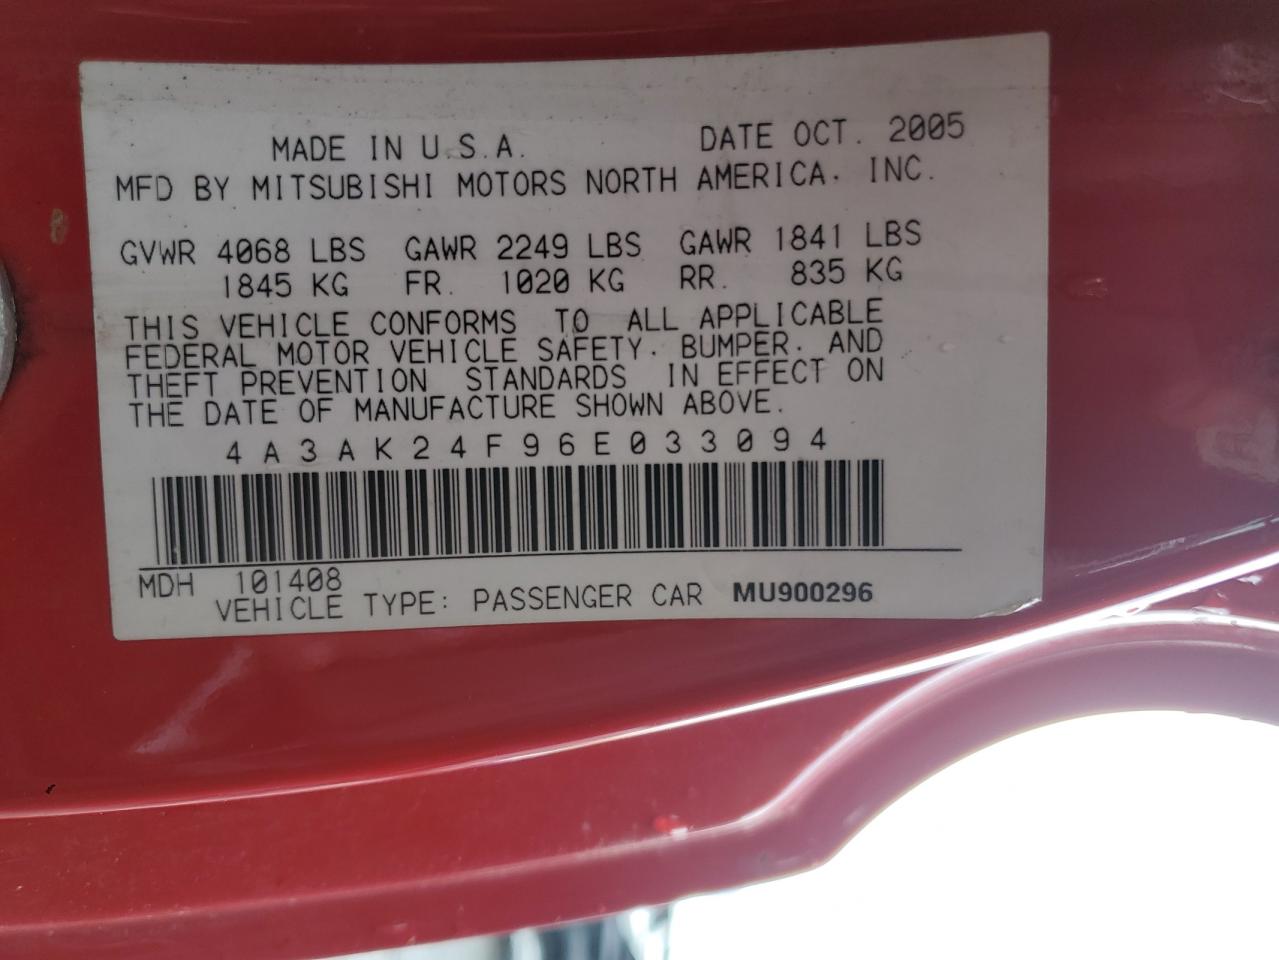 MADE IN U.S.A. DATE OCT. 2005
MFD BY MITSUBISHI MOTORS NORTH AMERICA. INC.
GVWR 4068 LBS GAWR 2249 LBS GAWR 1841 LBS
1845 KG FR. 1020 KG RR. 835 KG
THIS VEHICLE CONFORMS TO ALL APPLICABLE
FEDERAL MOTOR VEHICLE SAFETY. BUMPER. AND
THEFT PREVENTION STANDARDS IN EFFECT ON
THE DATE OF MANUFACTURE SHOWN ABOVE.
4A3AK24F96E033094
MDH 101408
VEHICLE TYPE: PASSENGER CAR MU900296